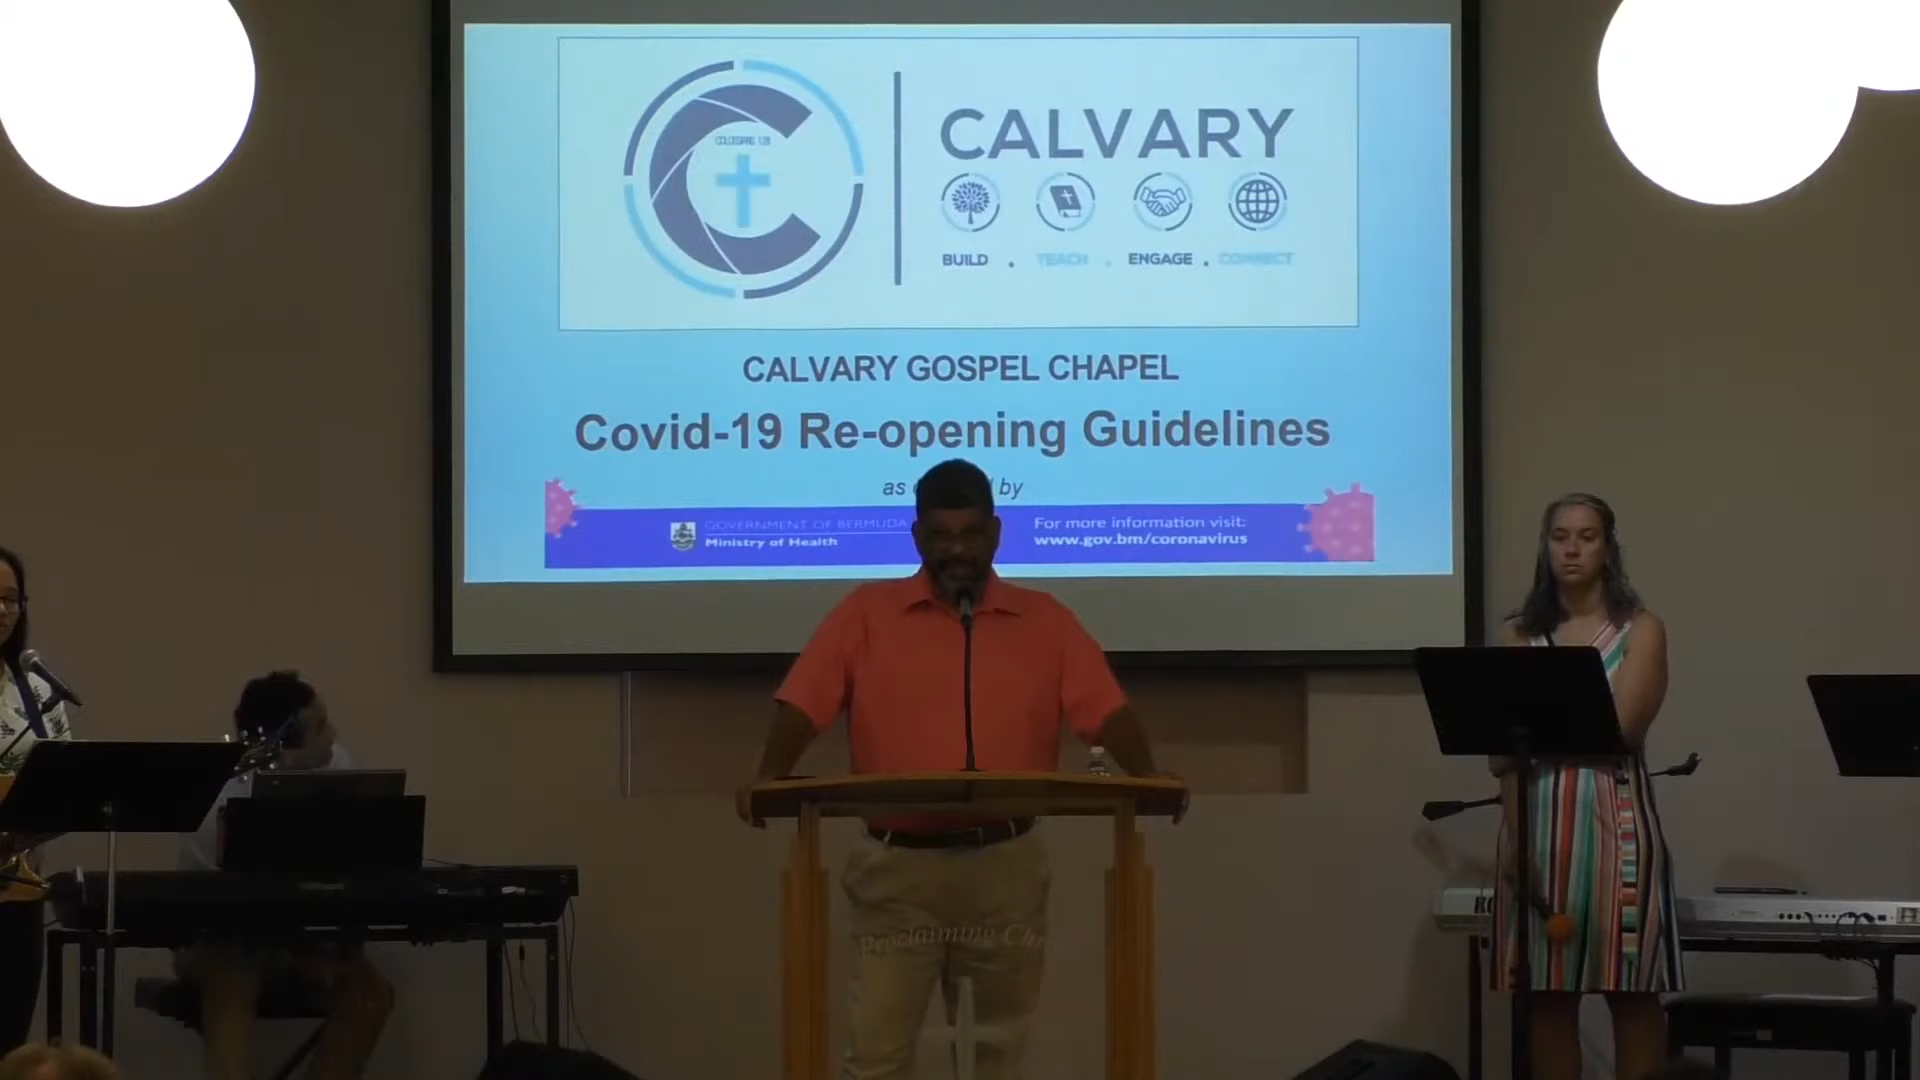 COLOSSIANS 1:28
CALVARY
BUILD . TEACH . ENGAGE . CONNECT
CALVARY GOSPEL CHAPEL
Covid-19 Re-opening Guidelines
as by
GOVERNMENT OF BERMUDA
Ministry of Health
For more information visit:
www.gov.bm/coronavirus
Proclaiming